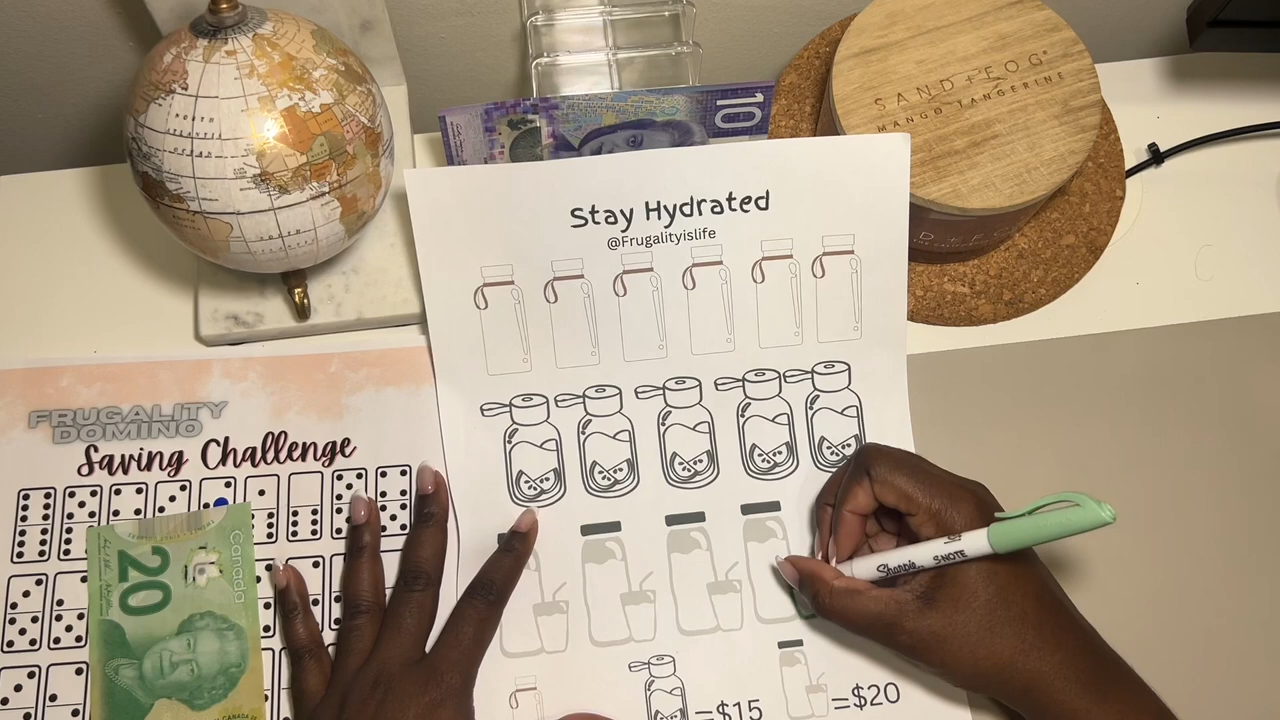 SAND + FOG®
MANGO TANGERINE
10
Stay Hydrated
@Frugalityislife
FRUGALITY
DOMINO
Saving Challenge
20
Canada
Sharpie S·NOTE
=$15
=$20